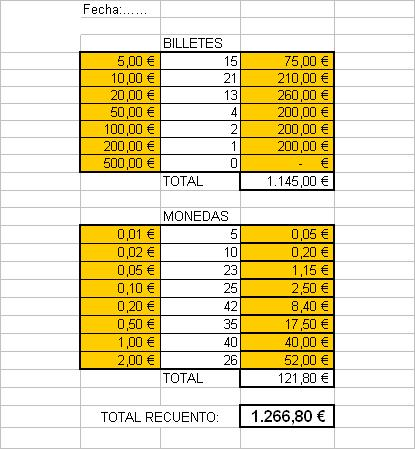 Fecha:......
BILLETES
5,00 € 15 75,00 €
10,00 € 21 210,00 €
20,00 € 13 260,00 €
50,00 € 4 200,00 €
100,00 € 2 200,00 €
200,00 € 1 200,00 €
500,00 € 0 - €
TOTAL 1.145,00 €
MONEDAS
0,01 € 5 0,05 €
0,02 € 10 0,20 €
0,05 € 23 1,15 €
0,10 € 25 2,50 €
0,20 € 42 8,40 €
0,50 € 35 17,50 €
1,00 € 40 40,00 €
2,00 € 26 52,00 €
TOTAL 121,80 €
TOTAL RECUENTO: 1.266,80 €